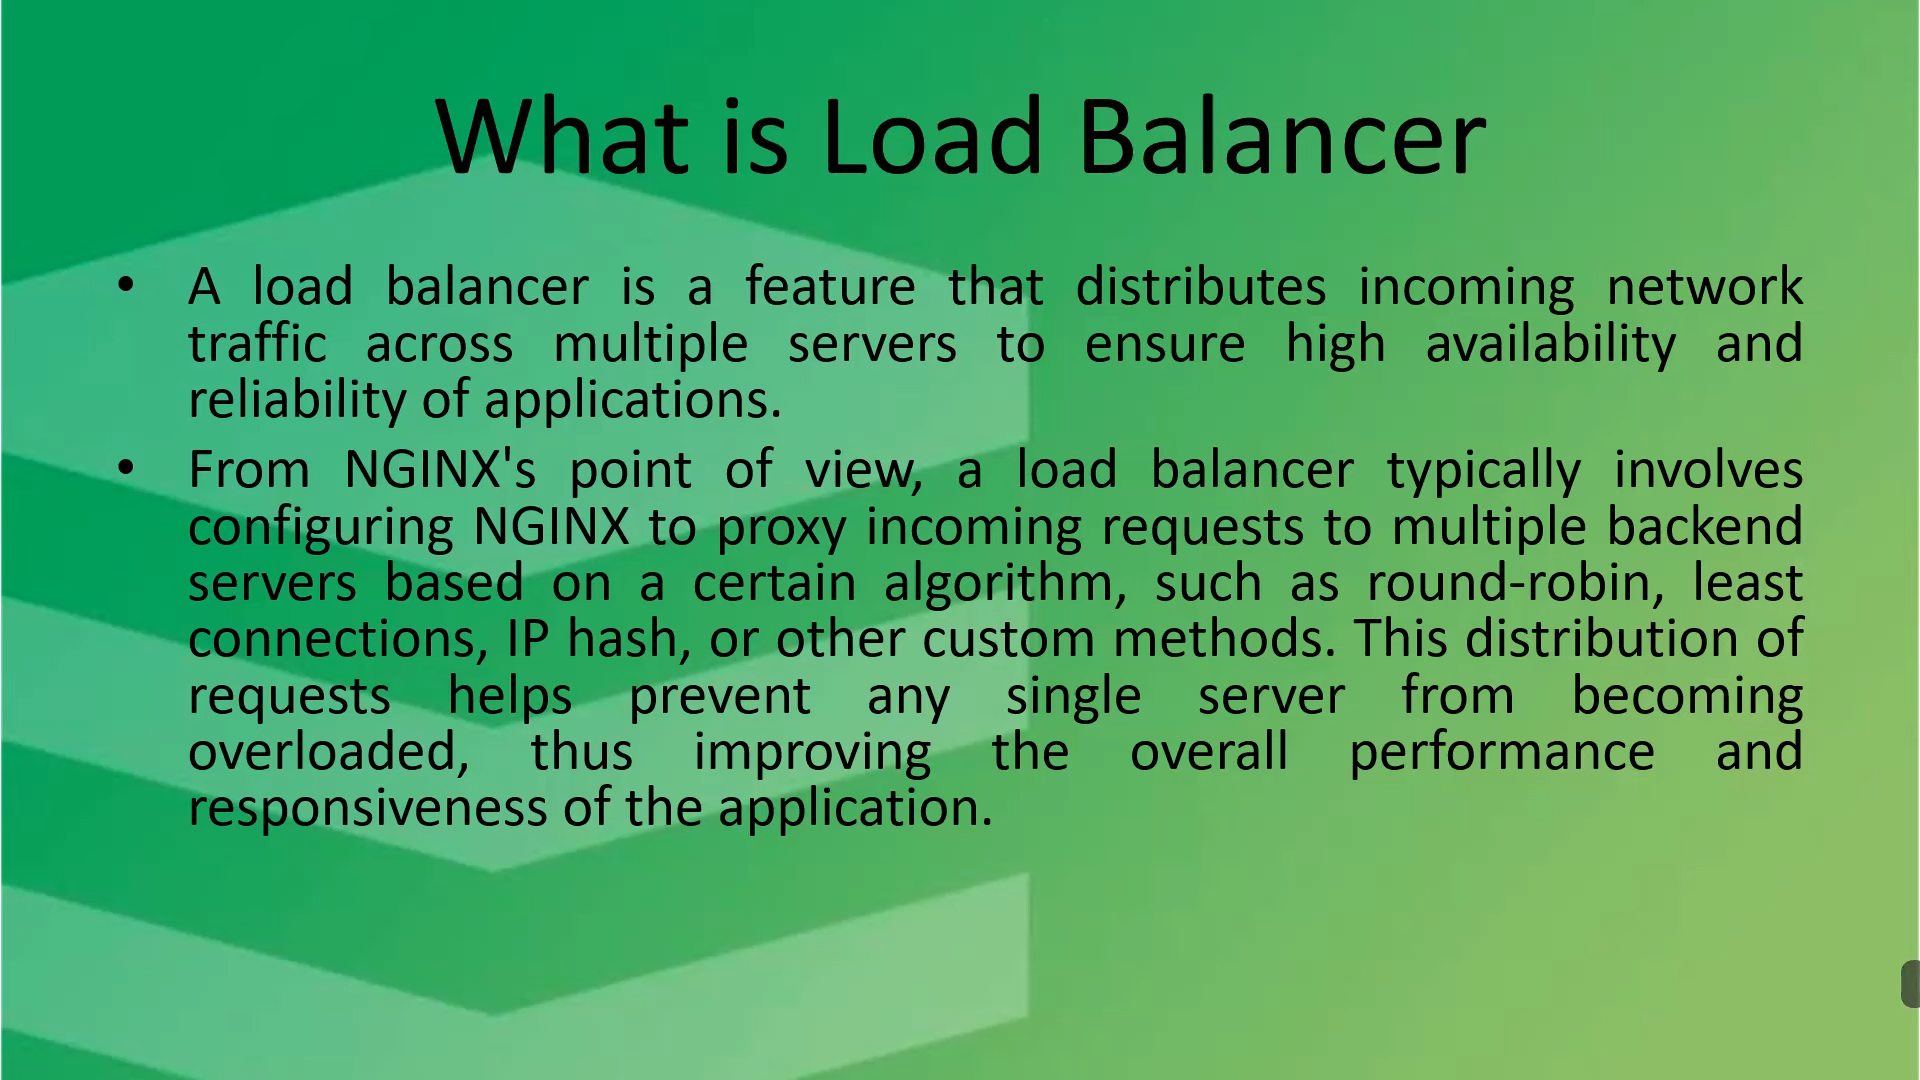 What is Load Balancer
• A load balancer is a feature that distributes incoming network
traffic across multiple servers to ensure high availability and
reliability of applications.
• From NGINX's point of view, a load balancer typically involves
configuring NGINX to proxy incoming requests to multiple backend
servers based on a certain algorithm, such as round-robin, least
connections, IP hash, or other custom methods. This distribution of
requests helps prevent any single server from becoming
overloaded, thus improving the overall performance and
responsiveness of the application.